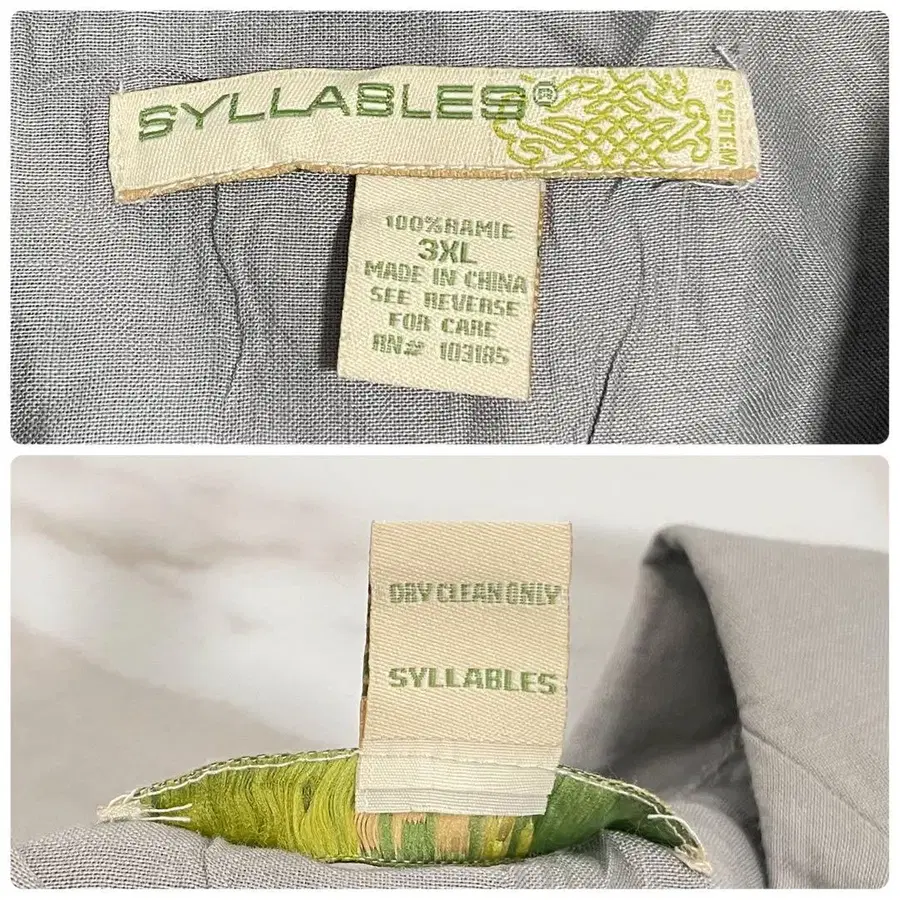 SYLLABLES®
SYSTEM
100%RAMIE
3XL
MADE IN CHINA
SEE REVERSE
FOR CARE
RN# 103185
DRY CLEAN ONLY
SYLLABLES